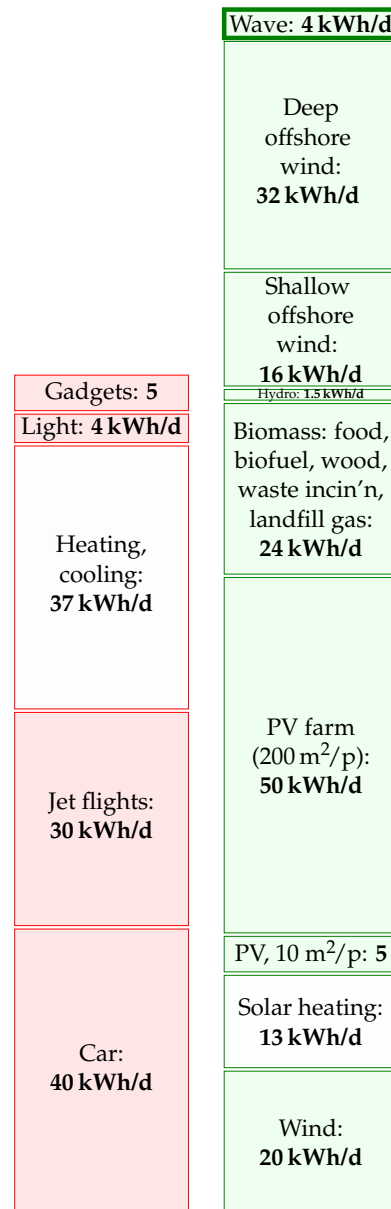 Gadgets: 5
Light: 4 kWh/d
Heating,
cooling:
37 kWh/d
Jet flights:
30 kWh/d
Car:
40 kWh/d
Wave: 4 kWh/d
Deep
offshore
wind:
32 kWh/d
Shallow
offshore
wind:
16 kWh/d
Hydro: 1.5 kWh/d
Biomass: food,
biofuel, wood,
waste incin’n,
landfill gas:
24 kWh/d
PV farm
(200 m²/p):
50 kWh/d
PV, 10 m²/p: 5
Solar heating:
13 kWh/d
Wind:
20 kWh/d